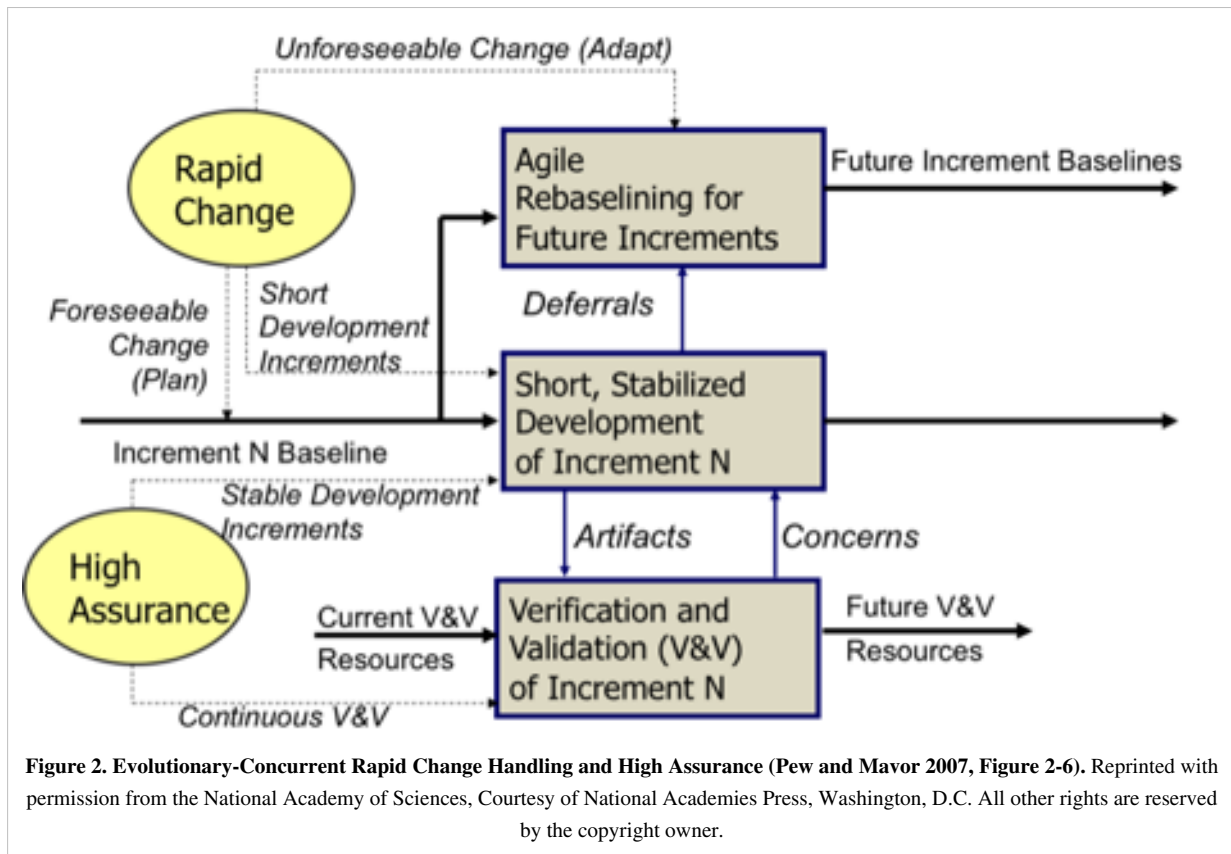 Unforeseeable Change (Adapt)
Rapid
Change
Agile
Rebaselining for
Future Increments
Future Increment Baselines
Foreseeable
Change
(Plan)
Short
Development
Increments
Deferrals
Short, Stabilized
Development
of Increment N
Increment N Baseline
Stable Development
Increments
Artifacts
Concerns
High
Assurance
Current V&V
Resources
Verification and
Validation (V&V)
of Increment N
Future V&V
Resources
Continuous V&V
Figure 2. Evolutionary-Concurrent Rapid Change Handling and High Assurance (Pew and Mavor 2007, Figure 2-6). Reprinted with
permission from the National Academy of Sciences, Courtesy of National Academies Press, Washington, D.C. All other rights are reserved
by the copyright owner.